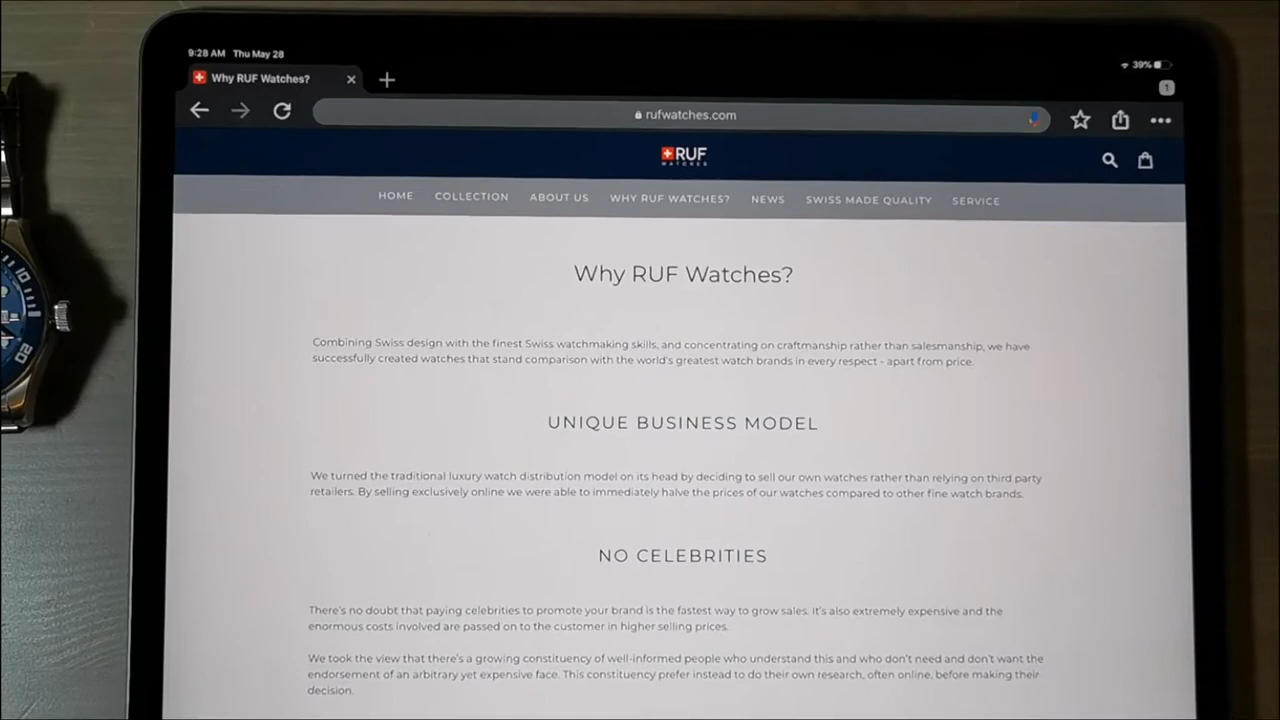 9:28 AM Thu May 28
39%
Why RUF Watches?
1
rufwatches.com
RUF
WATCHES
HOME COLLECTION ABOUT US WHY RUF WATCHES? NEWS SWISS MADE QUALITY SERVICE
Why RUF Watches?
Combining Swiss design with the finest Swiss watchmaking skills, and concentrating on craftmanship rather than salesmanship, we have
successfully created watches that stand comparison with the world's greatest watch brands in every respect - apart from price.
UNIQUE BUSINESS MODEL
We turned the traditional luxury watch distribution model on its head by deciding to sell our own watches rather than relying on third party
retailers. By selling exclusively online we were able to immediately halve the prices of our watches compared to other fine watch brands.
NO CELEBRITIES
There's no doubt that paying celebrities to promote your brand is the fastest way to grow sales. It's also extremely expensive and the
enormous costs involved are passed on to the customer in higher selling prices.
We took the view that there's a growing constituency of well-informed people who understand this and who don't need and don't want the
endorsement of an arbitrary yet expensive face. This constituency prefer instead to do their own research, often online, before making their
decision.
10
20